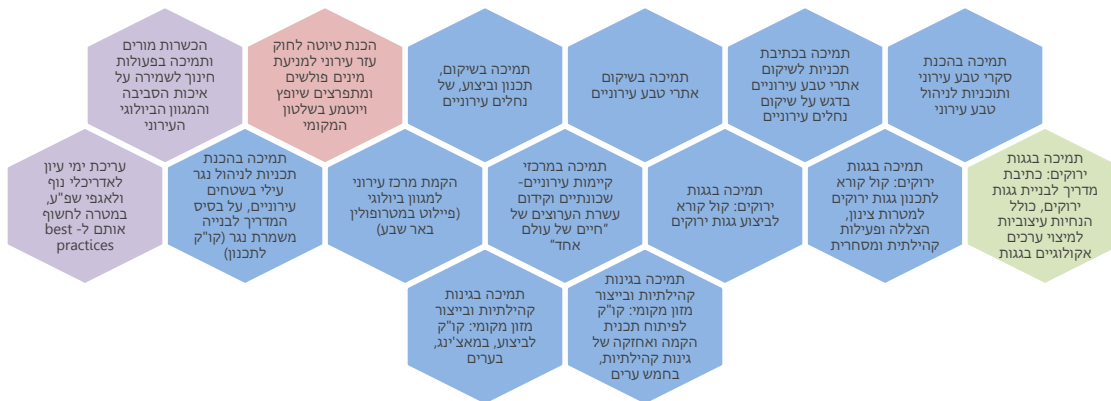 תמיכה בהכנת
סקרי טבע עירוני
ותוכניות לניהול
טבע עירוני
תמיכה בכתיבת
תכניות לשיקום
אתרי טבע עירוניים
בדגש על שיקום
נחלים עירוניים
תמיכה בשיקום
אתרי טבע עירוניים
תמיכה בשיקום,
תכנון וביצוע, של
נחלים עירוניים
הכנת טיוטה לחוק
עזר עירוני למניעת
מינים פולשים
ומתפרצים שיופץ
ויוטמע בשלטון
המקומי
הכשרות מורים
ותמיכה בפעולות
חינוך לשמירה על
איכות הסביבה
והמגוון הביולוגי
העירוני
תמיכה בגגות
ירוקים: כתיבת
מדריך לבניית גגות
ירוקים, כולל
הנחיות עיצוביות
למיצוי ערכים
אקולוגיים בגגות
תמיכה בגגות
ירוקים: קול קורא
לתכנון גגות ירוקים
למטרות צינון,
הצללה ופעילות
קהילתית ומסחרית
תמיכה בגגות
ירוקים: קול קורא
לביצוע גגות ירוקים
תמיכה במרכזי
קיימות עירוניים-
שכונתיים וקידום
עשרת הערוצים של
"חיים של עולם
אחד"
הקמת מרכז עירוני
למגוון ביולוגי
(פיילוט במטרופולין
באר שבע)
תמיכה בהכנת
תכניות לניהול נגר
עילי בשטחים
עירוניים, על בסיס
המדריך לבנייה
משמרת נגר (קו"ק
לתכנון)
עריכת ימי עיון
לאדריכלי נוף
ולאגפי שפ"ע,
במטרה לחשוף
אותם ל- best
practices
תמיכה בגינות
קהילתיות ובייצור
מזון מקומי: קו"ק
לפיתוח תכנית
הקמה ואחזקה של
גינות קהילתיות,
בחמש ערים
תמיכה בגינות
קהילתיות ובייצור
מזון מקומי: קו"ק
לביצוע, במאצ'ינג,
בערים